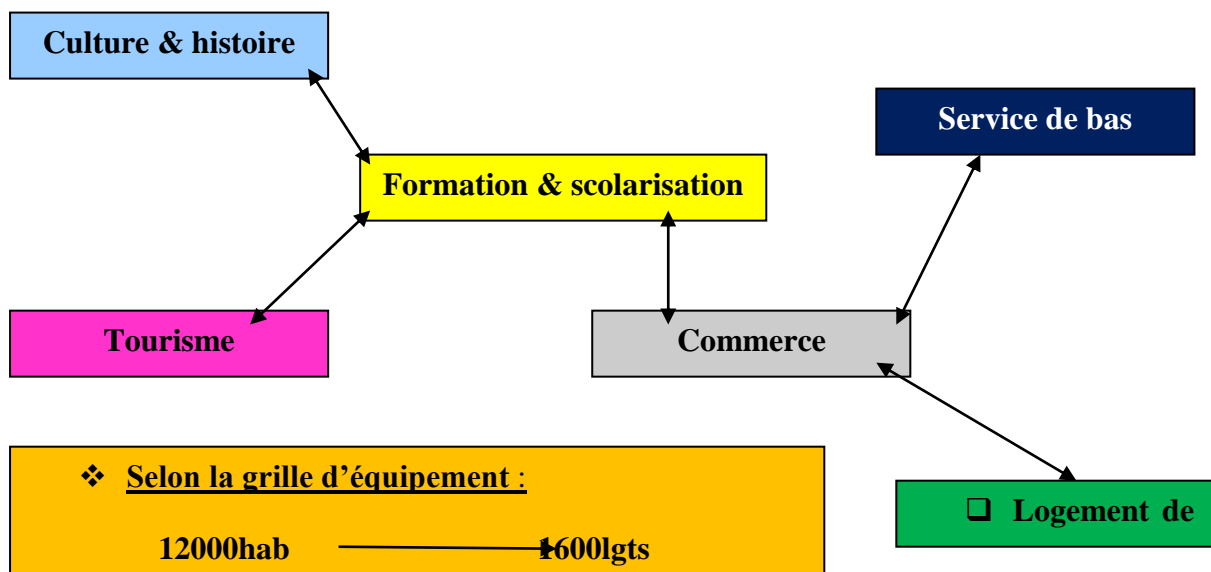 Culture & histoire
Service de bas
Formation & scolarisation
Tourisme
Commerce
❖ Selon la grille d’équipement :
❑ Logement de
12000hab 1600lgts